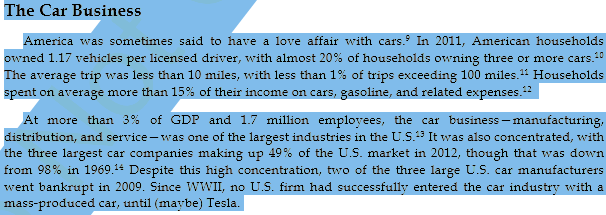 The Car Business
America was sometimes said to have a love affair with cars.⁹ In 2011, American households
owned 1.17 vehicles per licensed driver, with almost 20% of households owning three or more cars.¹⁰
The average trip was less than 10 miles, with less than 1% of trips exceeding 100 miles.¹¹ Households
spent on average more than 15% of their income on cars, gasoline, and related expenses.¹²
At more than 3% of GDP and 1.7 million employees, the car business—manufacturing,
distribution, and service—was one of the largest industries in the U.S.¹³ It was also concentrated, with
the three largest car companies making up 49% of the U.S. market in 2012, though that was down
from 98% in 1969.¹⁴ Despite this high concentration, two of the three large U.S. car manufacturers
went bankrupt in 2009. Since WWII, no U.S. firm had successfully entered the car industry with a
mass-produced car, until (maybe) Tesla.